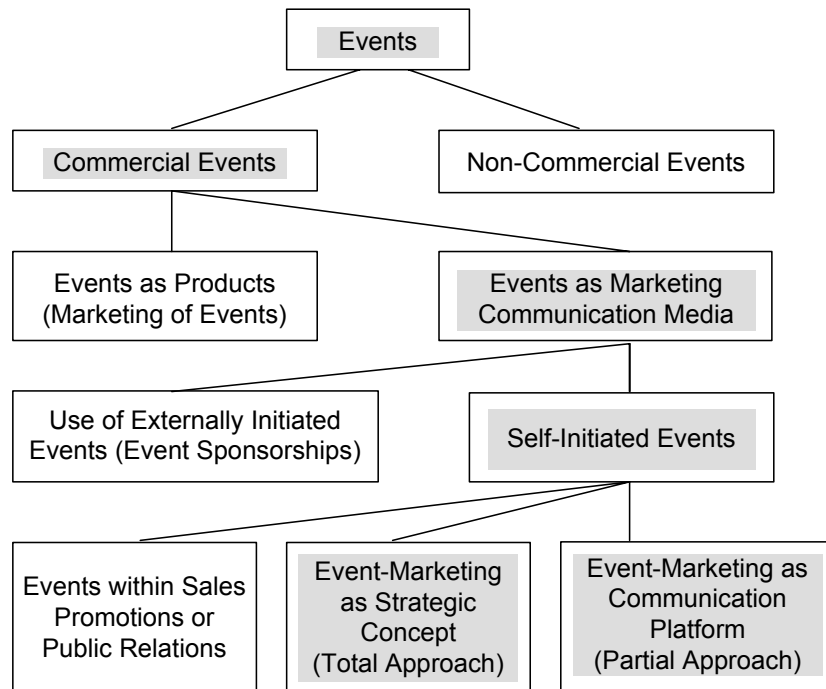 Events
Commercial Events
Non-Commercial Events
Events as Products
(Marketing of Events)
Events as Marketing
Communication Media
Use of Externally Initiated
Events (Event Sponsorships)
Self-Initiated Events
Events within Sales
Promotions or
Public Relations
Event-Marketing
as Strategic
Concept
(Total Approach)
Event-Marketing as
Communication
Platform
(Partial Approach)